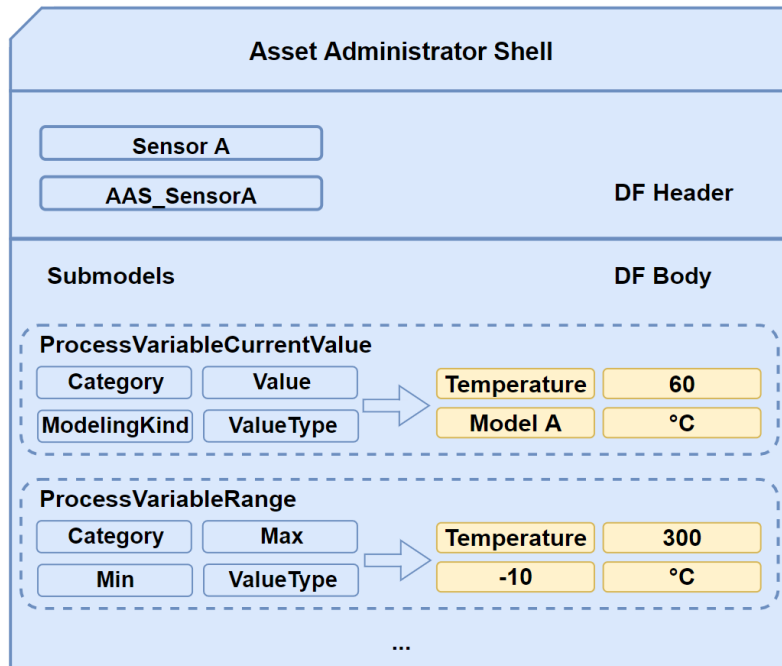 Asset Administrator Shell
Sensor A
AAS_SensorA
DF Header
Submodels DF Body
ProcessVariableCurrentValue
Category Value Temperature 60
ModelingKind ValueType Model A °C
ProcessVariableRange
Category Max Temperature 300
Min ValueType -10 °C
...